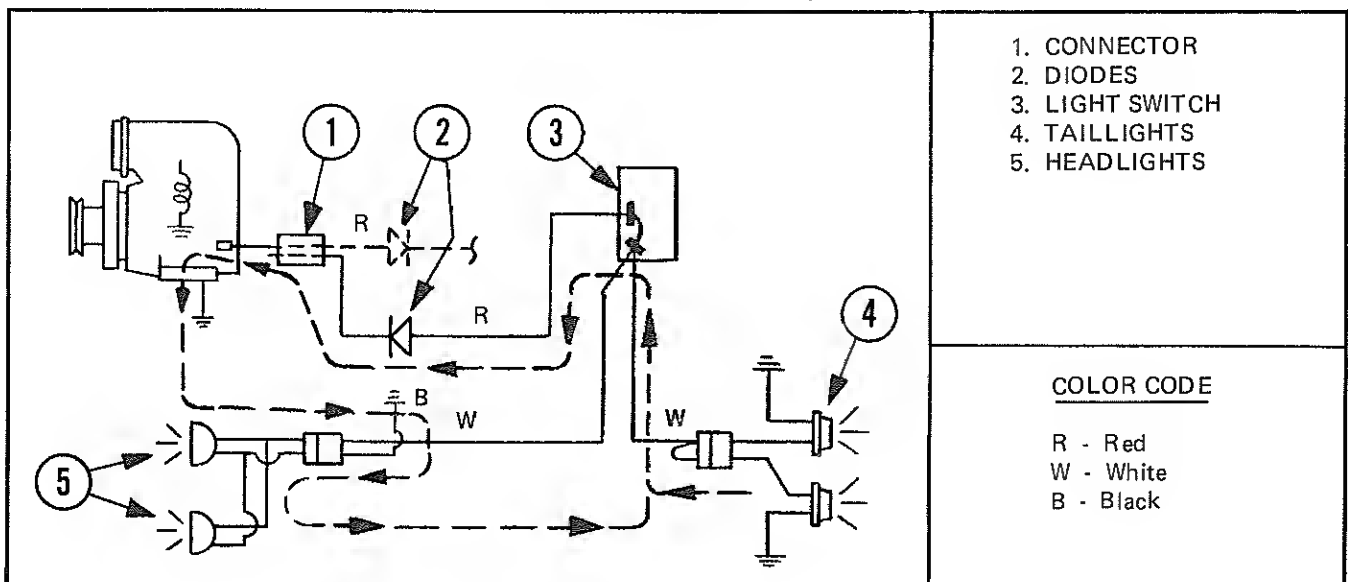 1
2
3
R
R
4
B
W
W
5
1. CONNECTOR
2. DIODES
3. LIGHT SWITCH
4. TAILLIGHTS
5. HEADLIGHTS
COLOR CODE
R - Red
W - White
B - Black